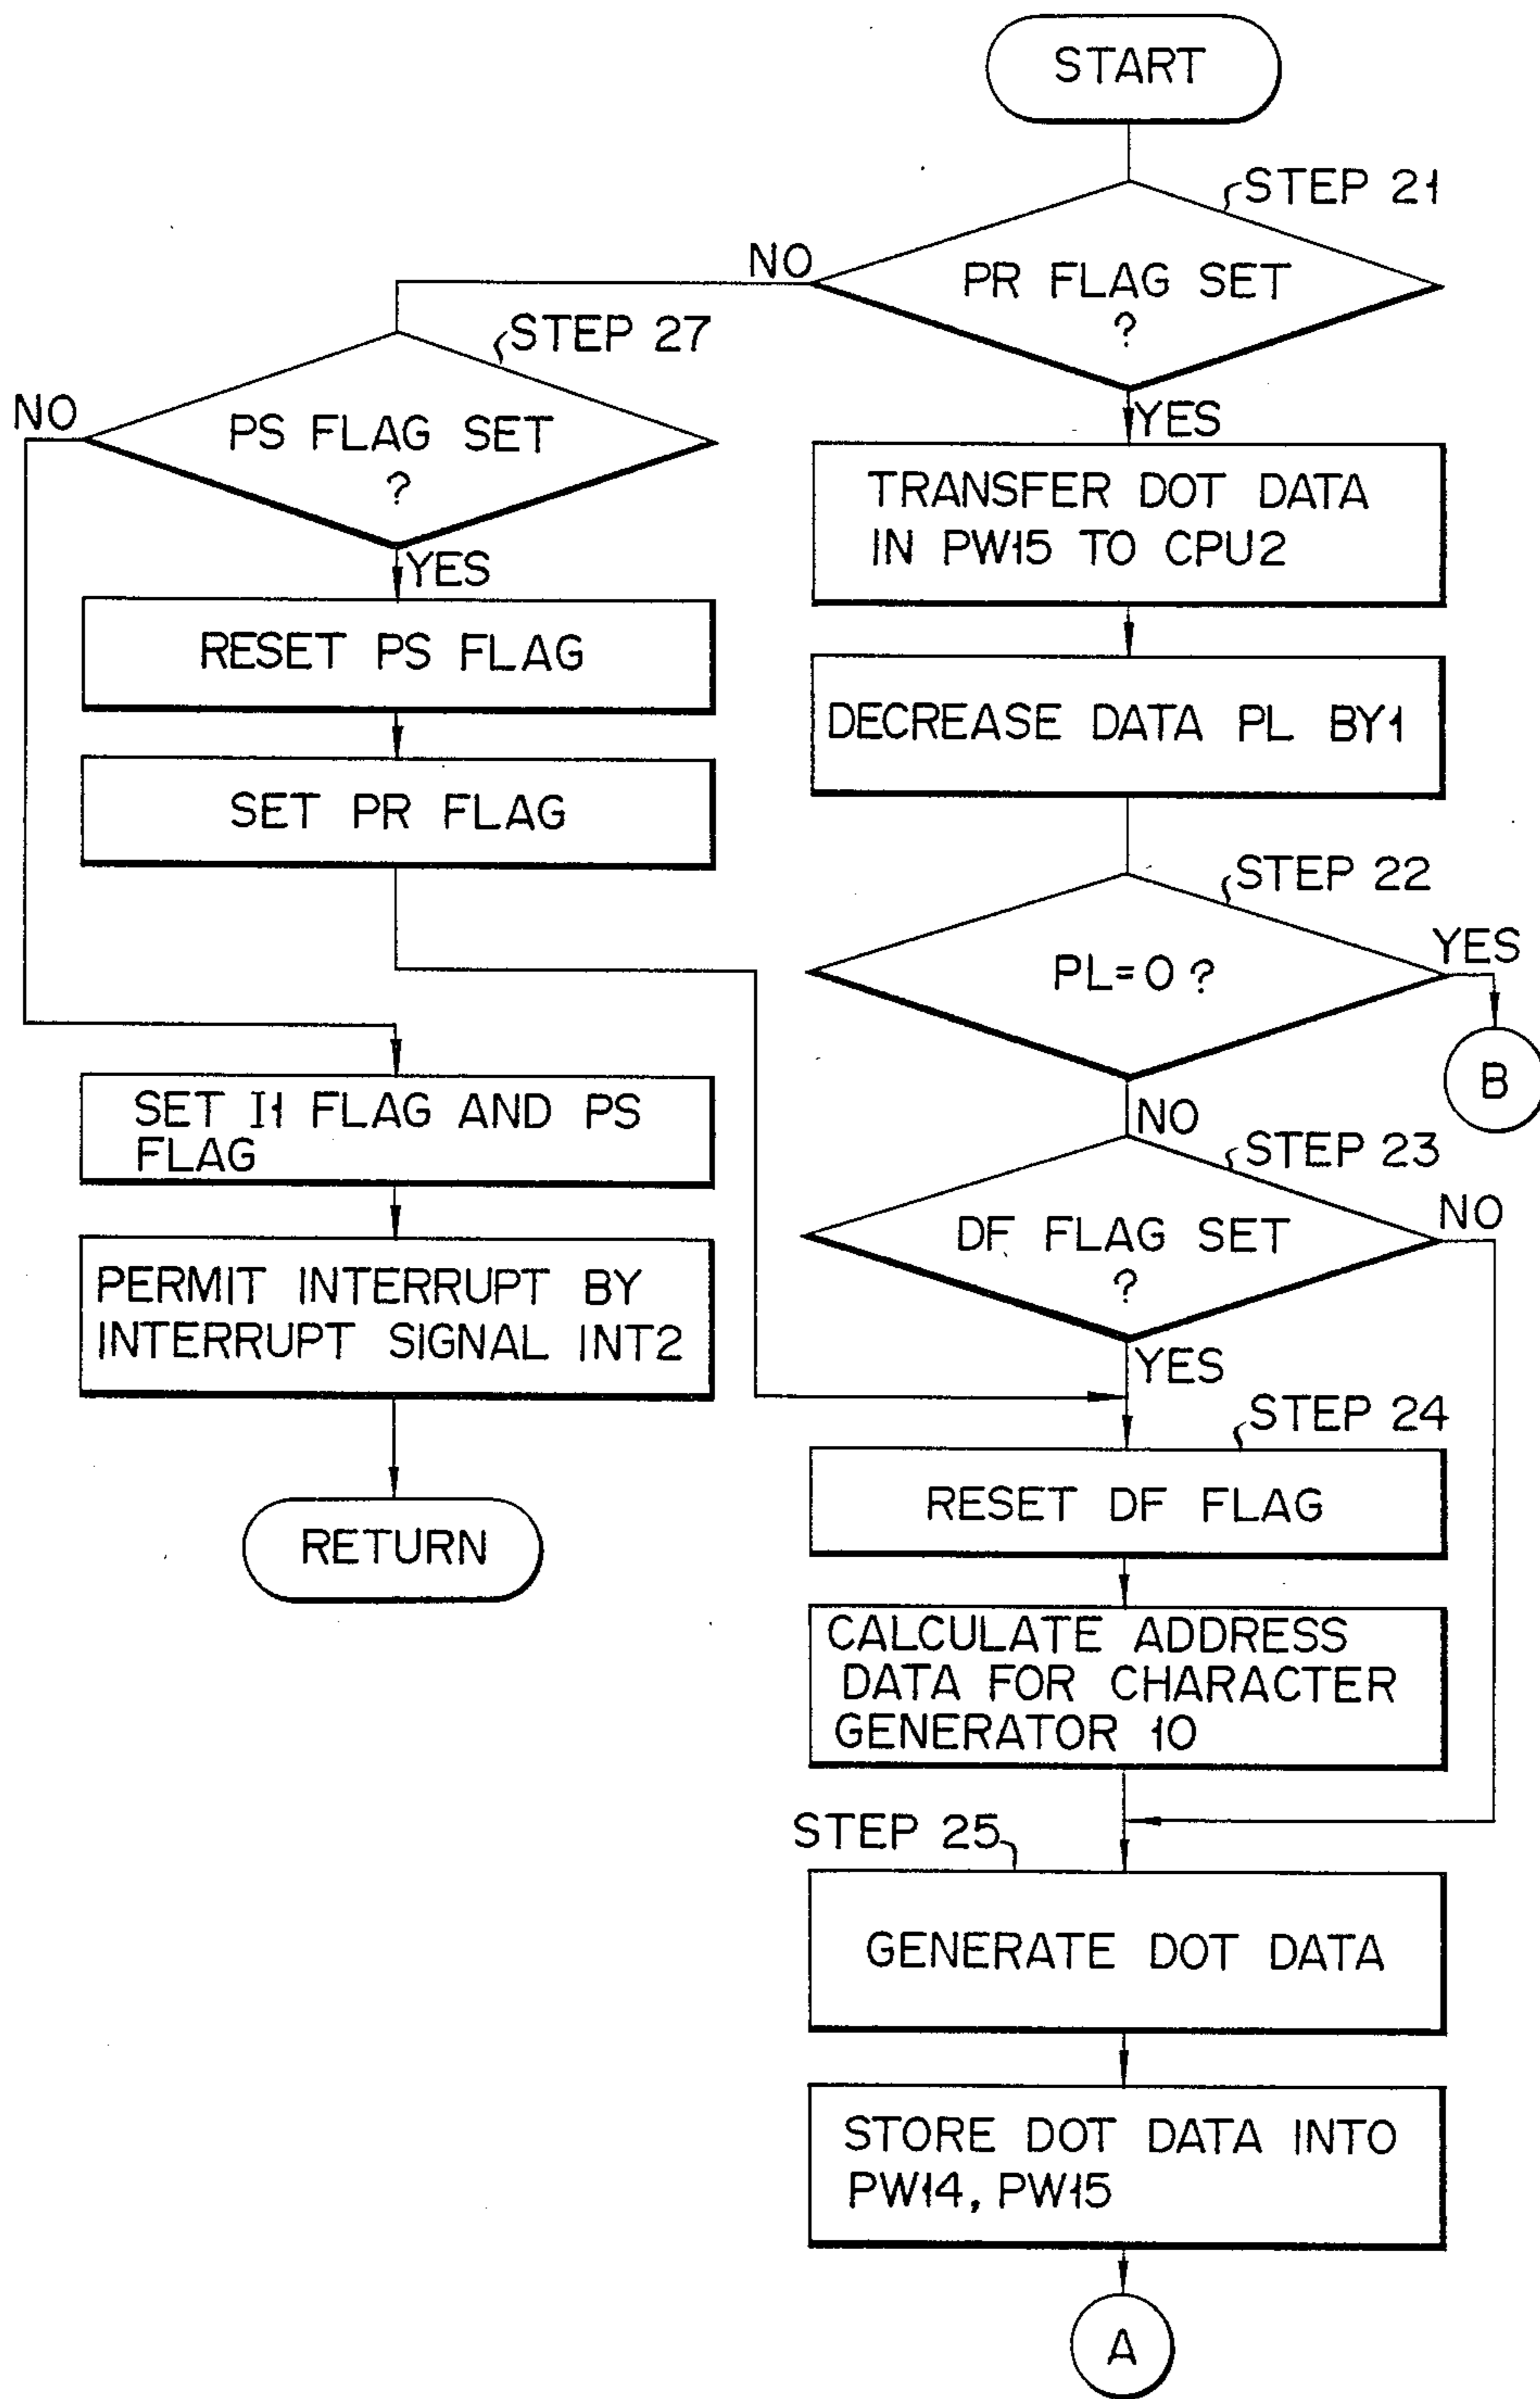 START
STEP 21
NO
PR FLAG SET
?
STEP 27
NO
PS FLAG SET
?
YES
YES
TRANSFER DOT DATA
IN PW15 TO CPU2
RESET PS FLAG
DECREASE DATA PL BY1
SET PR FLAG
STEP 22
YES
PL=0 ?
B
SET I1 FLAG AND PS
FLAG
NO
STEP 23
NO
DF FLAG SET
?
PERMIT INTERRUPT BY
INTERRUPT SIGNAL INT2
YES
STEP 24
RESET DF FLAG
RETURN
CALCULATE ADDRESS
DATA FOR CHARACTER
GENERATOR 10
STEP 25
GENERATE DOT DATA
STORE DOT DATA INTO
PW14, PW15
A